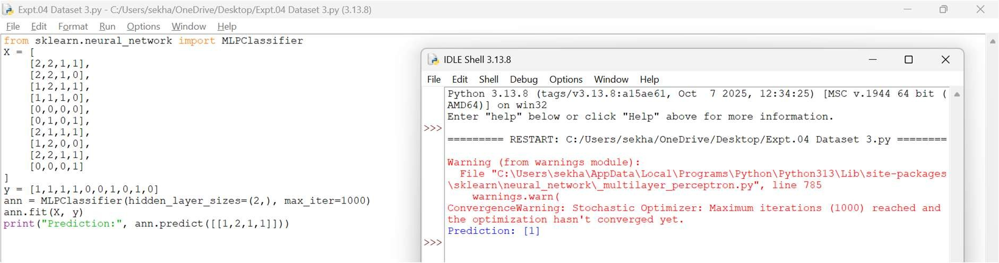 Expt.04 Dataset 3.py - C:/Users/sekha/OneDrive/Desktop/Expt.04 Dataset 3.py (3.13.8)
File Edit Format Run Options Window Help
from sklearn.neural_network import MLPClassifier
X = [
    [2,2,1,1],
    [2,2,1,0],
    [1,2,1,1],
    [1,1,1,0],
    [0,0,0,0],
    [0,1,0,1],
    [2,1,1,1],
    [1,2,0,0],
    [2,2,1,1],
    [0,0,0,1]
]
y = [1,1,1,1,0,0,1,0,1,0]
ann = MLPClassifier(hidden_layer_sizes=(2,), max_iter=1000)
ann.fit(X, y)
print("Prediction:", ann.predict([[1,2,1,1]]))
IDLE Shell 3.13.8
File Edit Shell Debug Options Window Help
Python 3.13.8 (tags/v3.13.8:a15ae61, Oct  7 2025, 12:34:25) [MSC v.1944 64 bit (
AMD64)] on win32
Enter "help" below or click "Help" above for more information.
>>>
========= RESTART: C:/Users/sekha/OneDrive/Desktop/Expt.04 Dataset 3.py ========
Warning (from warnings module):
  File "C:\Users\sekha\AppData\Local\Programs\Python\Python313\Lib\site-packages
\sklearn\neural_network\_multilayer_perceptron.py", line 785
    warnings.warn(
ConvergenceWarning: Stochastic Optimizer: Maximum iterations (1000) reached and
the optimization hasn't converged yet.
Prediction: [1]
>>>